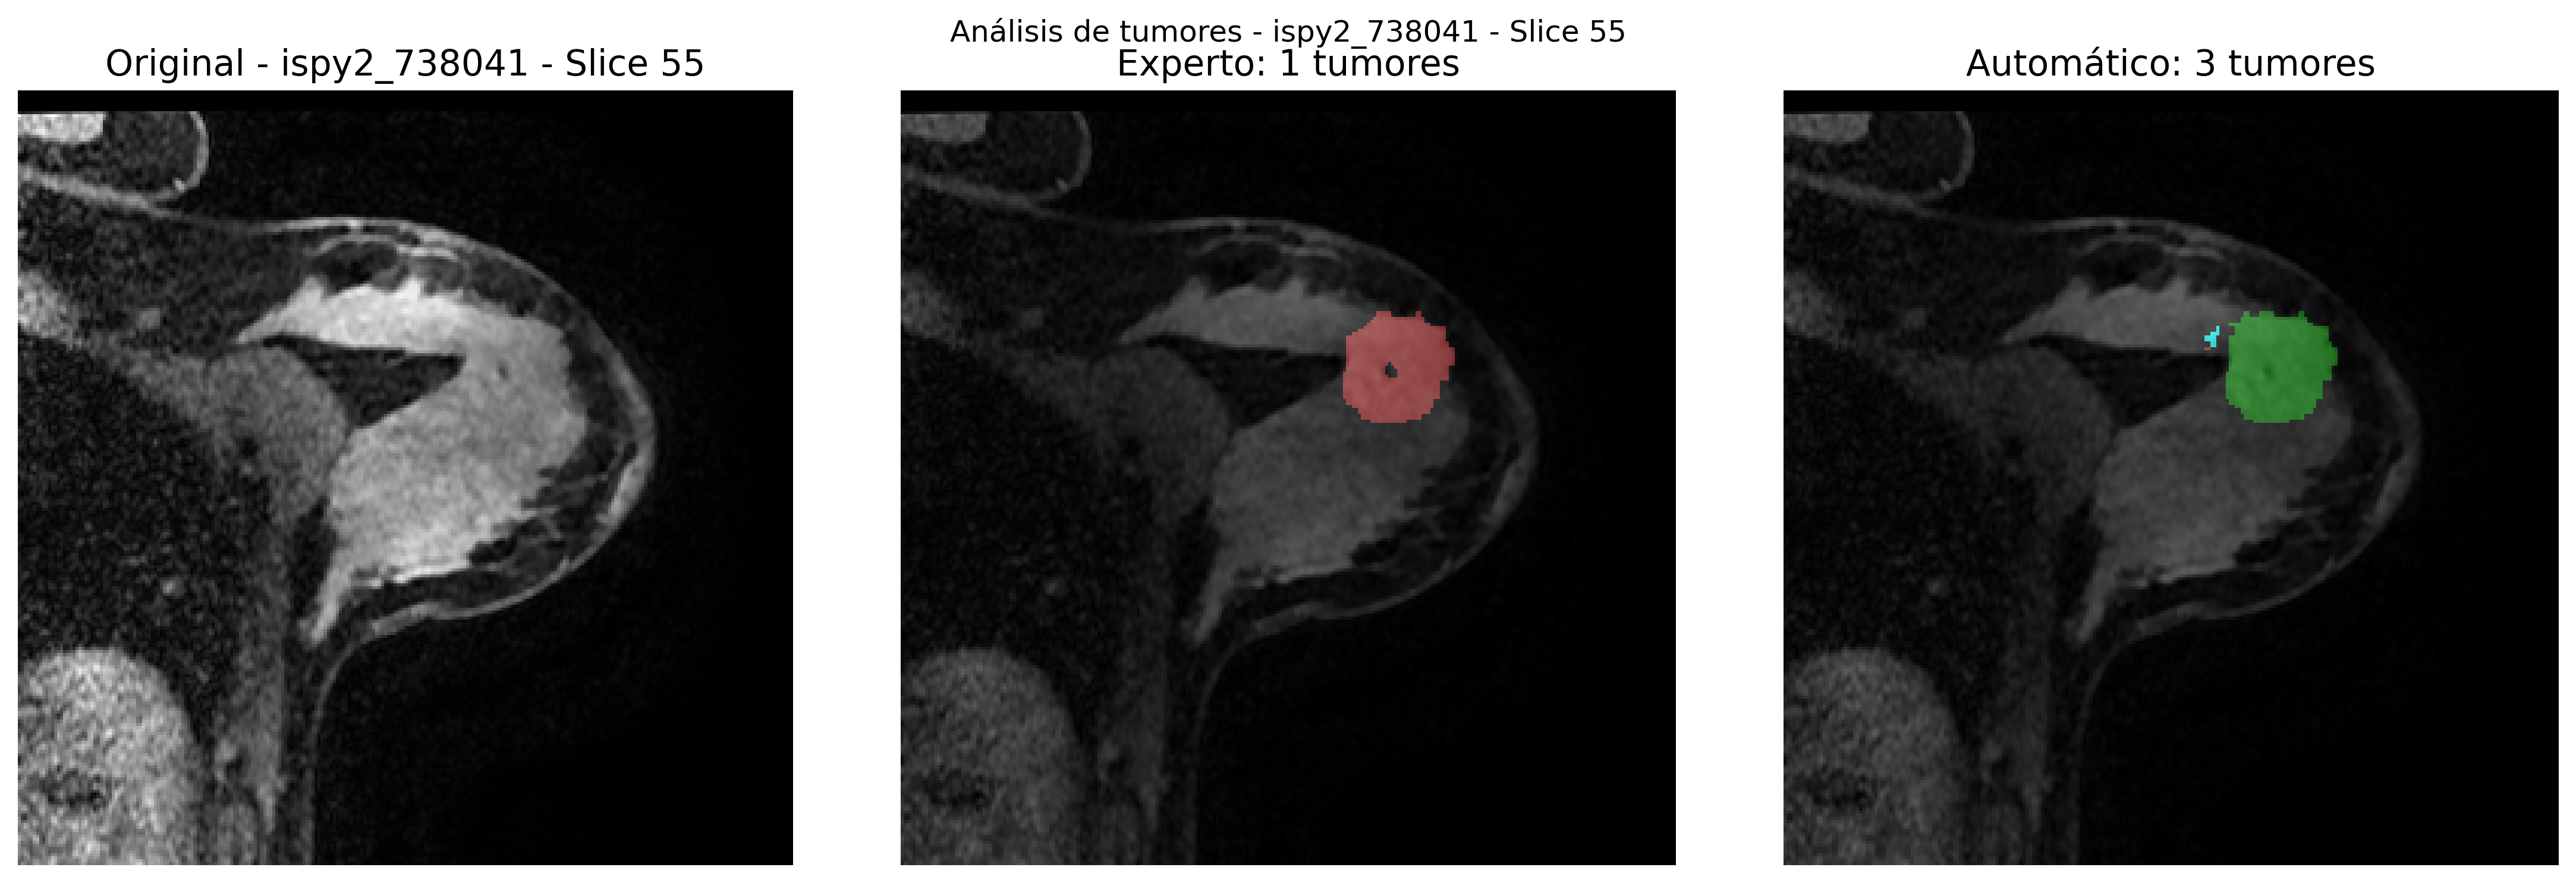 Análisis de tumores - ispy2_738041 - Slice 55
Original - ispy2_738041 - Slice 55
Experto: 1 tumores
Automático: 3 tumores